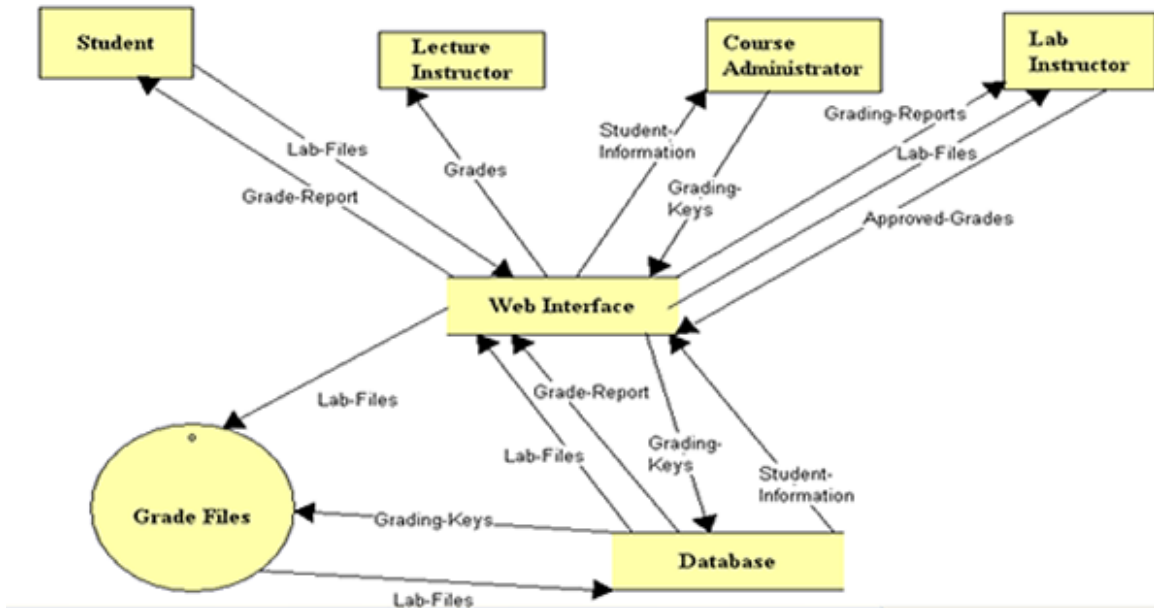 Student
Lecture
Instructor
Course
Administrator
Lab
Instructor
Grading-Reports
Student-
Information
Lab-Files
Lab-Files
Grades
Grade-Report
Grading-
Keys
Approved-Grades
Web Interface
Lab-Files
Grade-Report
Grading-
Keys
Lab-Files
Student-
Information
Grade Files
Grading-Keys
Database
Lab-Files